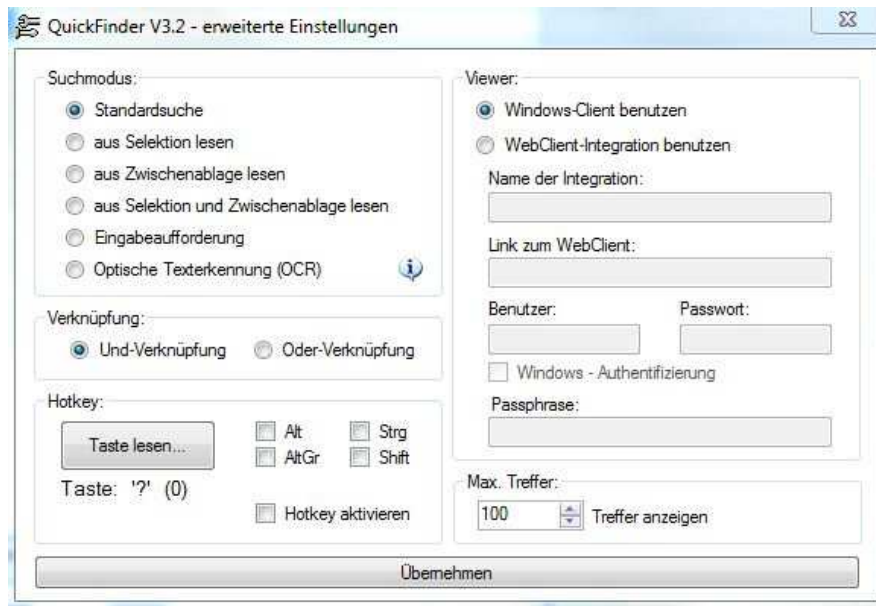 QuickFinder V3.2 - erweiterte Einstellungen
Suchmodus:
Standardsuche
aus Selektion lesen
aus Zwischenablage lesen
aus Selektion und Zwischenablage lesen
Eingabeaufforderung
Optische Texterkennung (OCR)
Verknüpfung:
Und-Verknüpfung Oder-Verknüpfung
Hotkey:
Taste lesen... Alt Strg
AltGr Shift
Taste: '?' (0)
Hotkey aktivieren
Viewer:
Windows-Client benutzen
WebClient-Integration benutzen
Name der Integration:
Link zum WebClient:
Benutzer: Passwort:
Windows - Authentifizierung
Passphrase:
Max. Treffer:
100 Treffer anzeigen
Übernehmen